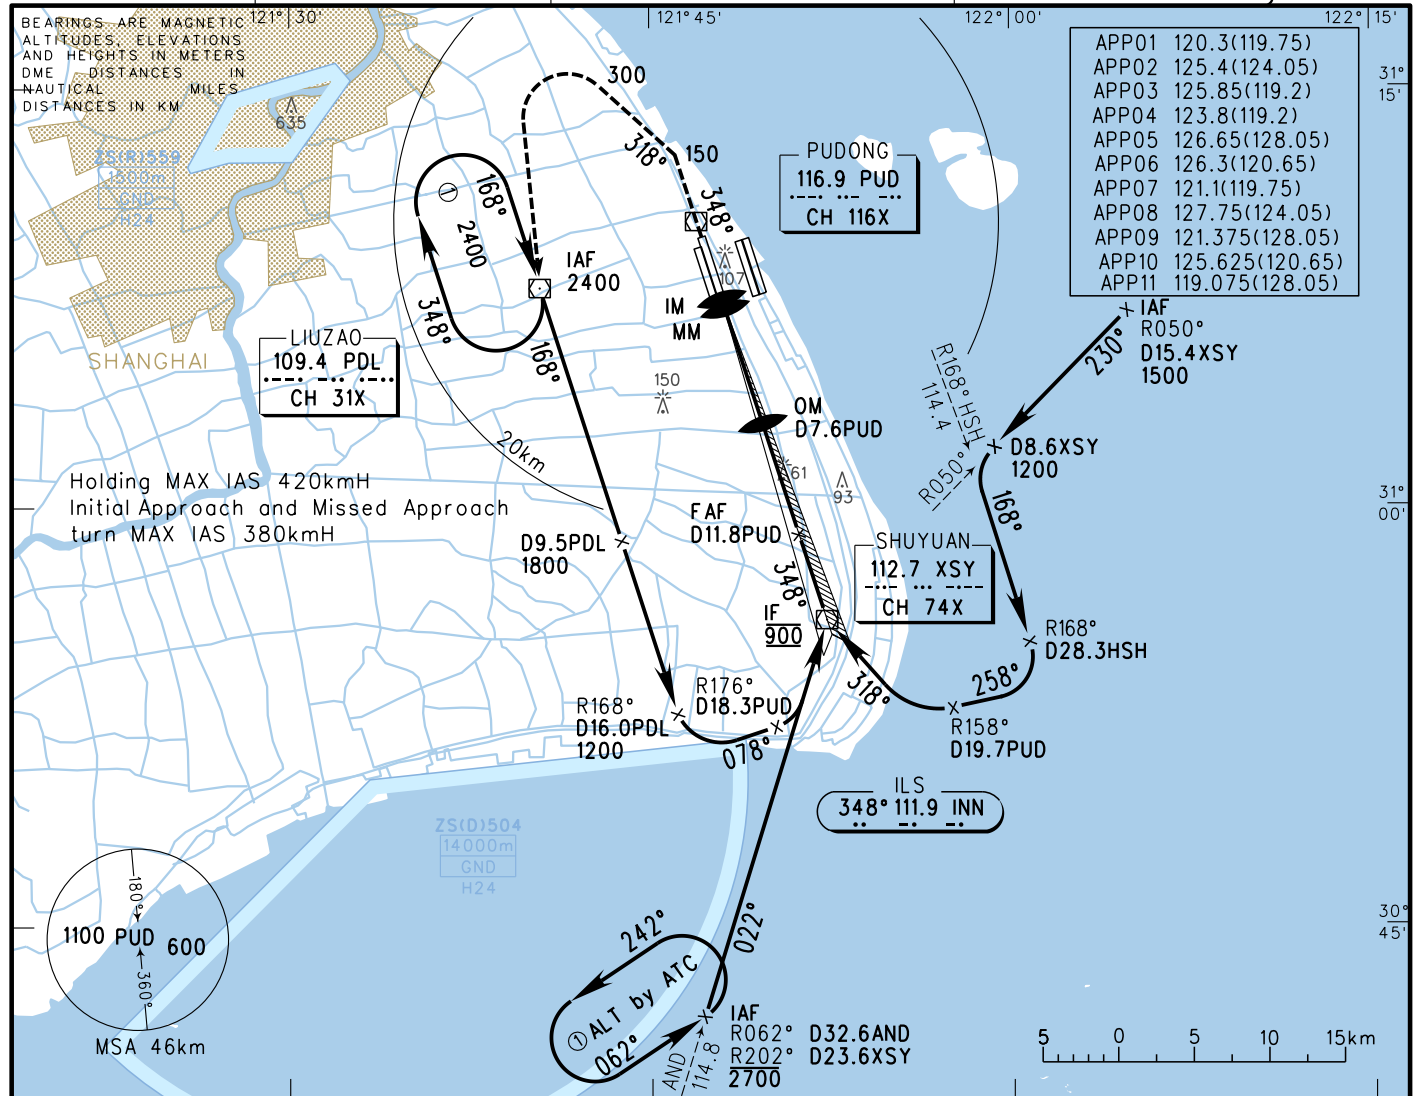 121°30'
121°45'
122°00'
122°15'
BEARINGS ARE MAGNETIC
ALTITUDES, ELEVATIONS
AND HEIGHTS IN METERS
DME DISTANCES IN
NAUTICAL MILES
DISTANCES IN KM
635
ZS(R)559
1500m
GND
H24
SHANGHAI
300
318°
150
348°
168°
① 2400
348°
IAF
2400
168°
LIUZAO
109.4 PDL
CH 31X
PUDONG
116.9 PUD
CH 116X
APP01 120.3(119.75)
APP02 125.4(124.05)
APP03 125.85(119.2)
APP04 123.8(119.2)
APP05 126.65(128.05)
APP06 126.3(120.65)
APP07 121.1(119.75)
APP08 127.75(124.05)
APP09 121.375(128.05)
APP10 125.625(120.65)
APP11 119.075(128.05)
31°
15'
107
IM
MM
150
OM
D7.6PUD
61
93
20km
IAF
R050°
D15.4XSY
1500
230°
R168°HSH
114.4
R050°
D8.6XSY
1200
168°
31°
00'
Holding MAX IAS 420kmH
Initial Approach and Missed Approach
turn MAX IAS 380kmH
D9.5PDL
1800
FAF
D11.8PUD
348°
SHUYUAN
112.7 XSY
CH 74X
IF
900
R168°
D28.3HSH
258°
318°
R158°
D19.7PUD
R176°
D18.3PUD
R168°
D16.0PDL
1200
078°
ILS
348° 111.9 INN
ZS(D)504
14000m
GND
H24
180°
1100 PUD 600
360°
MSA 46km
242°
022°
① ALT by ATC
062°
AND
114.8
IAF
R062° D32.6AND
R202° D23.6XSY
2700
30°
45'
5 0 5 10 15km